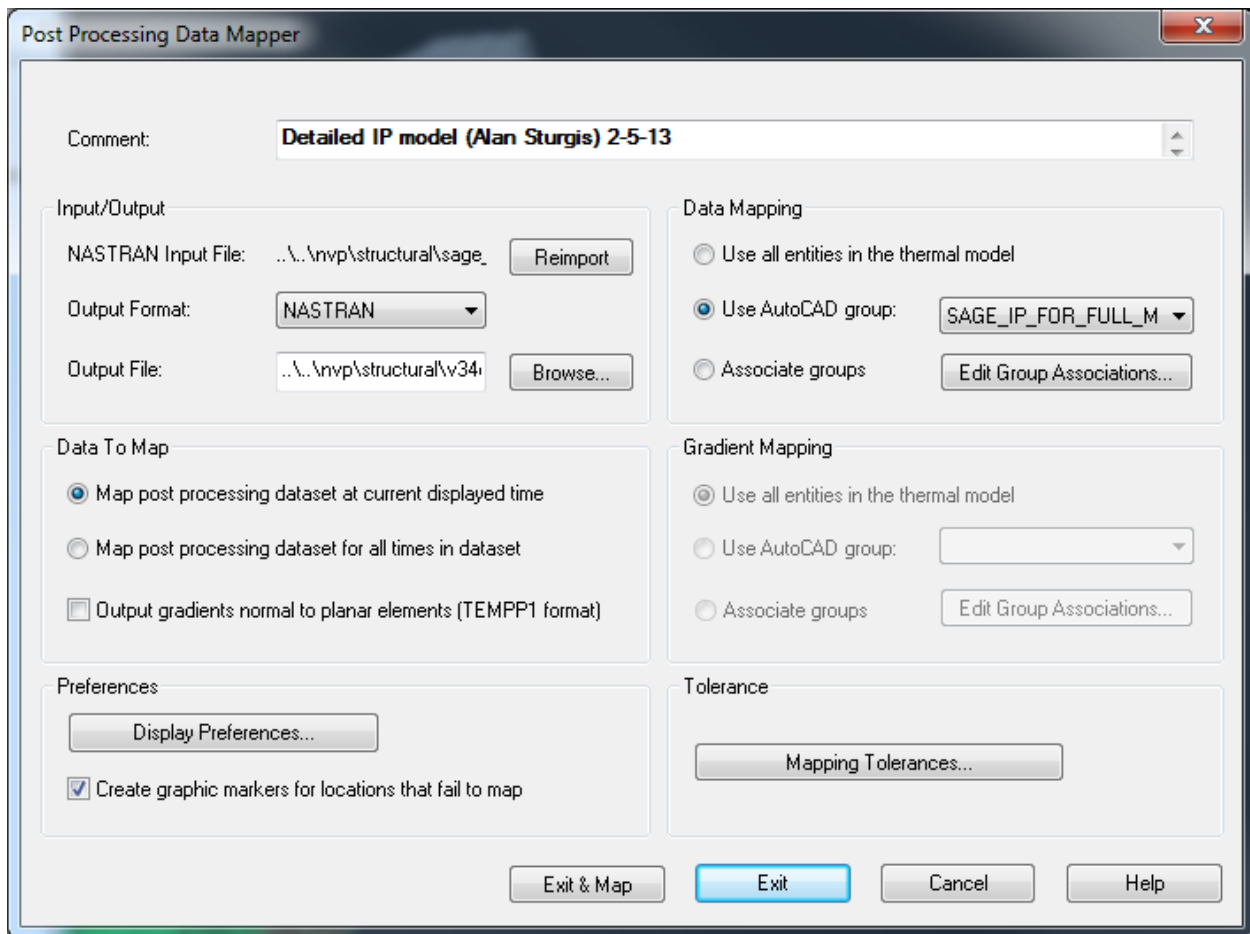 Post Processing Data Mapper
Comment: Detailed IP model (Alan Sturgis) 2-5-13
Input/Output
NASTRAN Input File: ..\..\nvp\structural\sage_ Reimport
Output Format: NASTRAN
Output File: ..\..\nvp\structural\v34 Browse...
Data Mapping
Use all entities in the thermal model
Use AutoCAD group: SAGE_IP_FOR_FULL_M
Associate groups Edit Group Associations...
Data To Map
Map post processing dataset at current displayed time
Map post processing dataset for all times in dataset
Output gradients normal to planar elements (TEMPP1 format)
Gradient Mapping
Use all entities in the thermal model
Use AutoCAD group:
Associate groups Edit Group Associations...
Preferences
Display Preferences...
Create graphic markers for locations that fail to map
Tolerance
Mapping Tolerances...
Exit & Map Exit Cancel Help